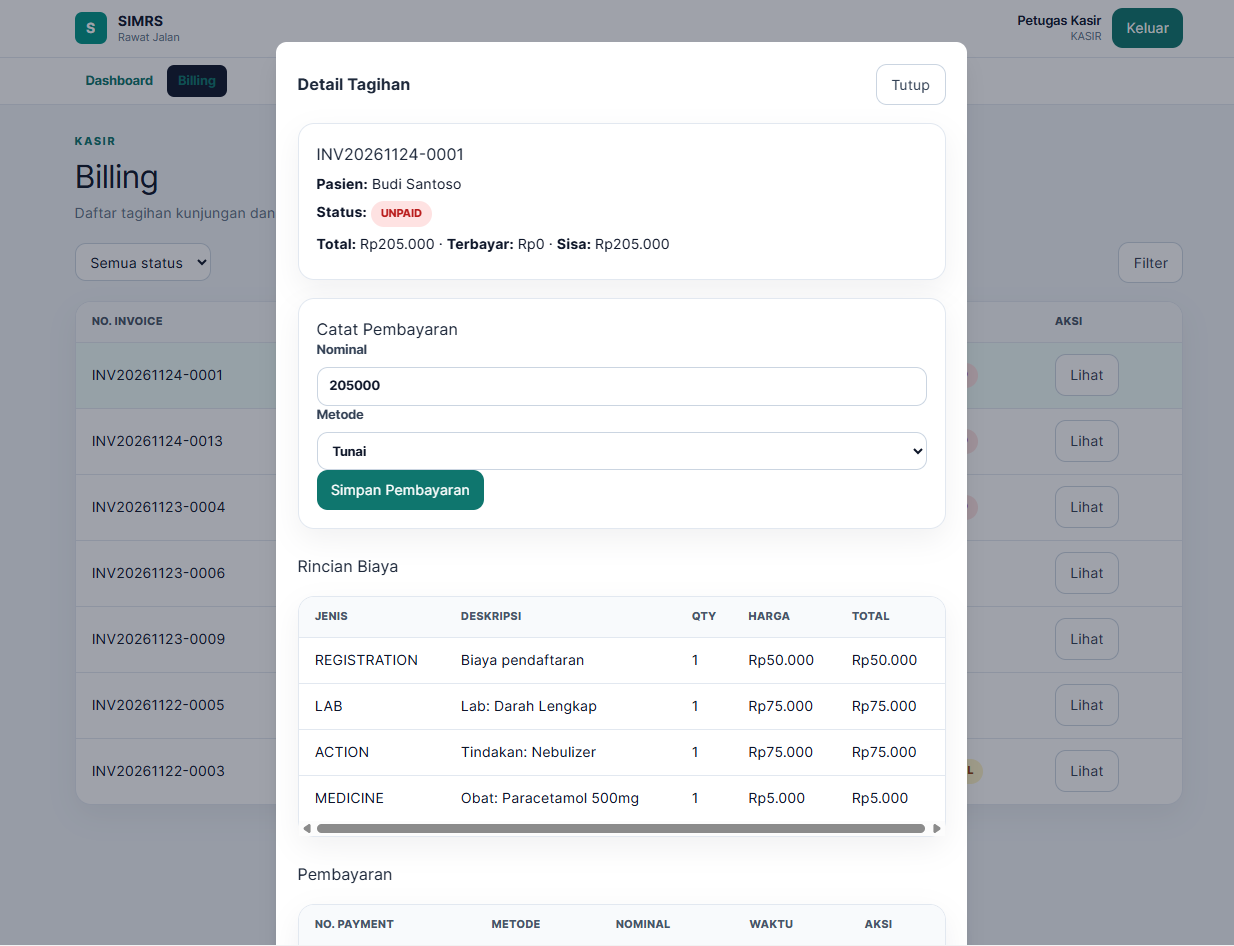 S
SIMRS
Rawat Jalan
Petugas Kasir
KASIR
Keluar
Dashboard
Billing
KASIR
Billing
Daftar tagihan kunjungan dan
Semua status
Filter
NO. INVOICE
AKSI
INV20261124-0001
Lihat
INV20261124-0013
Lihat
INV20261123-0004
Lihat
INV20261123-0006
Lihat
INV20261123-0009
Lihat
INV20261122-0005
Lihat
INV20261122-0003
L
Lihat
Detail Tagihan
Tutup
INV20261124-0001
Pasien: Budi Santoso
Status: UNPAID
Total: Rp205.000 · Terbayar: Rp0 · Sisa: Rp205.000
Catat Pembayaran
Nominal
205000
Metode
Tunai
Simpan Pembayaran
Rincian Biaya
JENIS DESKRIPSI QTY HARGA TOTAL
REGISTRATION Biaya pendaftaran 1 Rp50.000 Rp50.000
LAB Lab: Darah Lengkap 1 Rp75.000 Rp75.000
ACTION Tindakan: Nebulizer 1 Rp75.000 Rp75.000
MEDICINE Obat: Paracetamol 500mg 1 Rp5.000 Rp5.000
Pembayaran
NO. PAYMENT METODE NOMINAL WAKTU AKSI